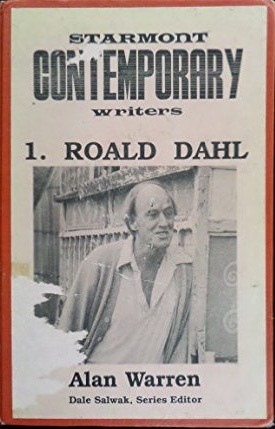 STARMONT
CONTEMPORARY
writers
1. ROALD DAHL
Alan Warren
Dale Salwak, Series Editor